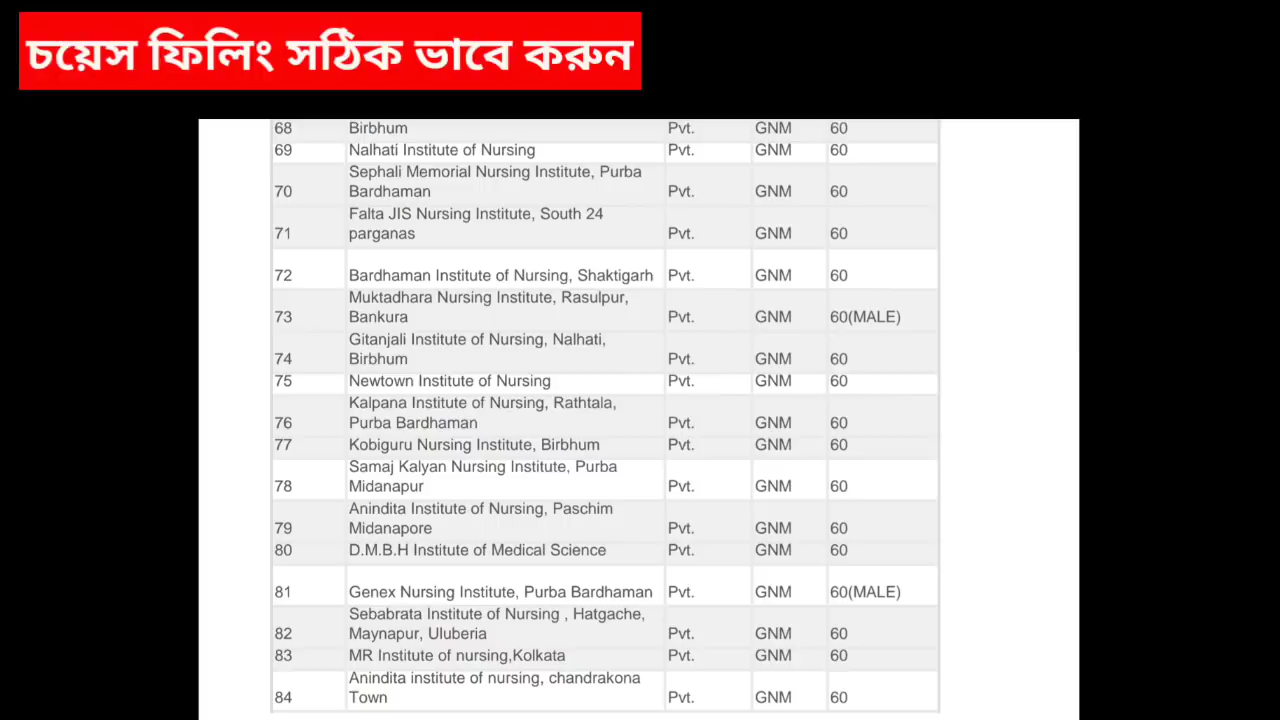 চয়েস ফিলিং সঠিক ভাবে করুন
68 Birbhum Pvt. GNM 60
69 Nalhati Institute of Nursing Pvt. GNM 60
Sephali Memorial Nursing Institute, Purba
70 Bardhaman Pvt. GNM 60
Falta JIS Nursing Institute, South 24
71 parganas Pvt. GNM 60
72 Bardhaman Institute of Nursing, Shaktigarh Pvt. GNM 60
Muktadhara Nursing Institute, Rasulpur,
73 Bankura Pvt. GNM 60(MALE)
Gitanjali Institute of Nursing, Nalhati,
74 Birbhum Pvt. GNM 60
75 Newtown Institute of Nursing Pvt. GNM 60
Kalpana Institute of Nursing, Rathtala,
76 Purba Bardhaman Pvt. GNM 60
77 Kobiguru Nursing Institute, Birbhum Pvt. GNM 60
Samaj Kalyan Nursing Institute, Purba
78 Midanapur Pvt. GNM 60
Anindita Institute of Nursing, Paschim
79 Midanapore Pvt. GNM 60
80 D.M.B.H Institute of Medical Science Pvt. GNM 60
81 Genex Nursing Institute, Purba Bardhaman Pvt. GNM 60(MALE)
Sebabrata Institute of Nursing , Hatgache,
82 Maynapur, Uluberia Pvt. GNM 60
83 MR Institute of nursing,Kolkata Pvt. GNM 60
Anindita institute of nursing, chandrakona
84 Town Pvt. GNM 60